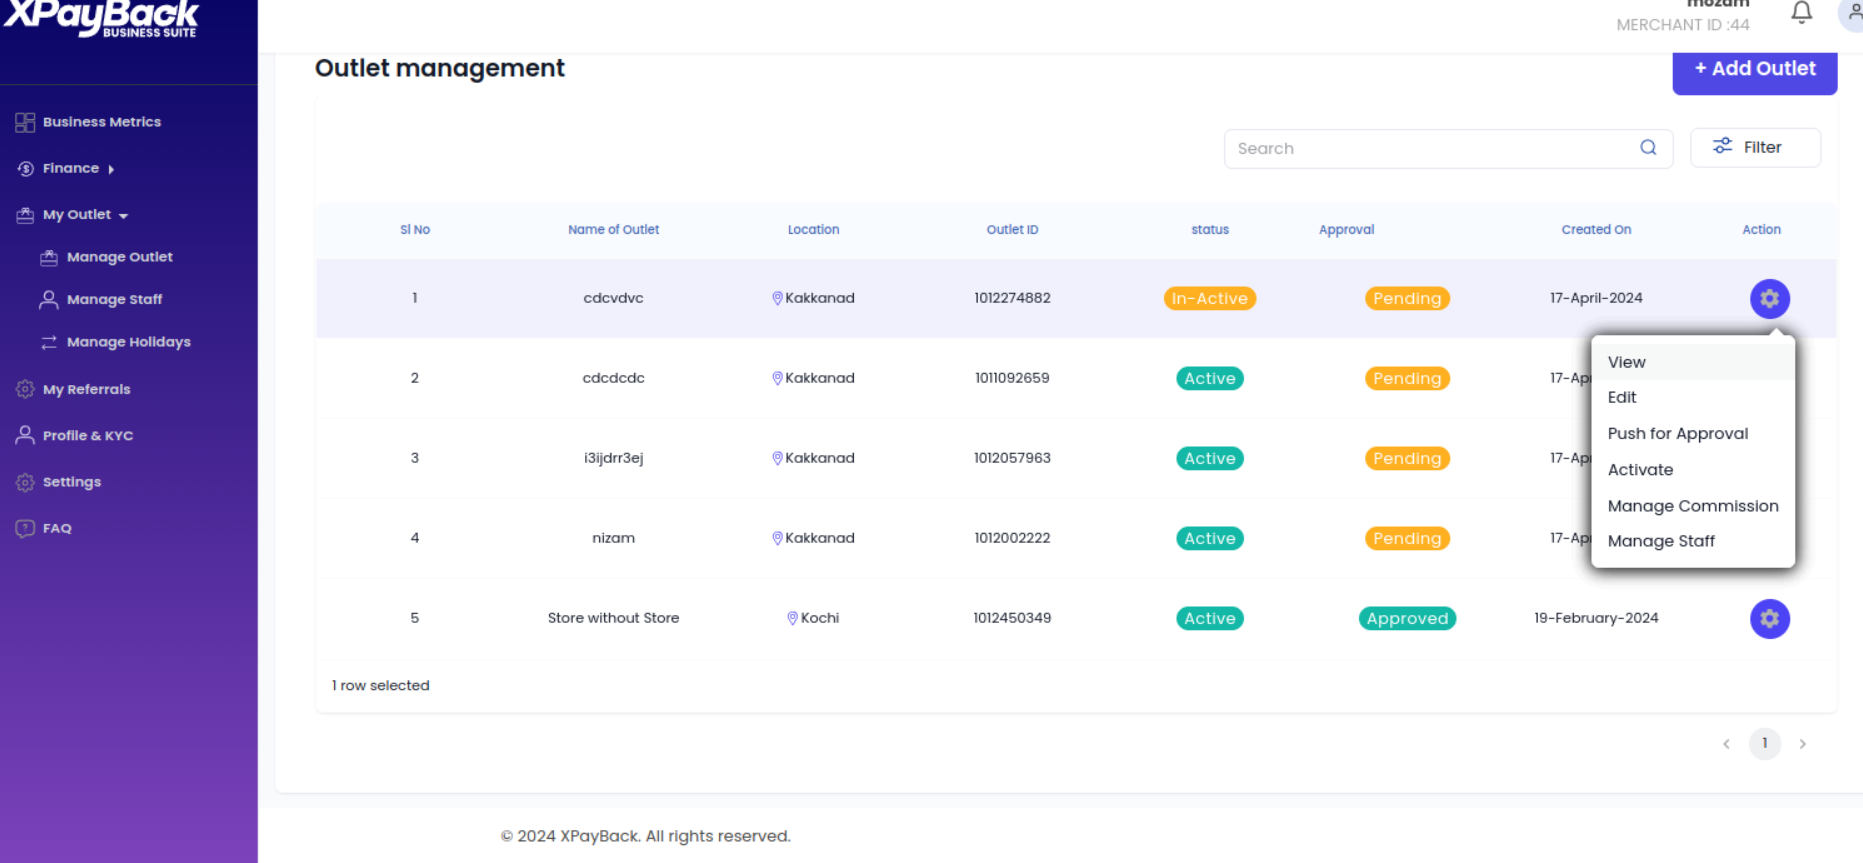 XPayBack
BUSINESS SUITE
mozam
MERCHANT ID :44
Business Metrics
Finance
My Outlet
Manage Outlet
Manage Staff
Manage Holidays
My Referrals
Profile & KYC
Settings
FAQ
Outlet management
+ Add Outlet
Search
Filter
Sl No Name of Outlet Location Outlet ID status Approval Created On Action
1 cdcvdvc Kakkanad 1012274882 In-Active Pending 17-April-2024
2 cdcdcdc Kakkanad 1011092659 Active Pending 17-Ap
3 i3ijdrr3ej Kakkanad 1012057963 Active Pending 17-Ap
4 nizam Kakkanad 1012002222 Active Pending 17-Ap
5 Store without Store Kochi 1012450349 Active Approved 19-February-2024
View
Edit
Push for Approval
Activate
Manage Commission
Manage Staff
1 row selected
1
© 2024 XPayBack. All rights reserved.